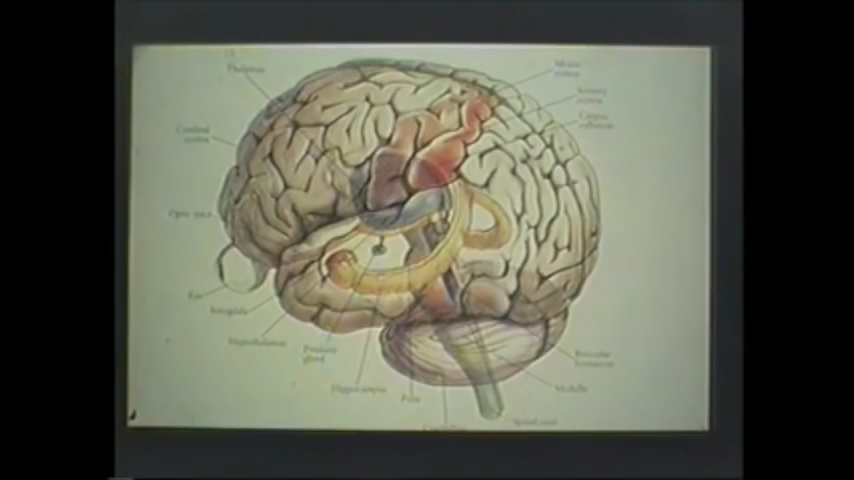 Thalamus
Motor
cortex
Sensory
cortex
Corpus
callosum
Cerebral
cortex
Optic tract
Eye
Amygdala
Hypothalamus
Pituitary
gland
Hippocampus
Pons
Reticular
formation
Medulla
Spinal cord